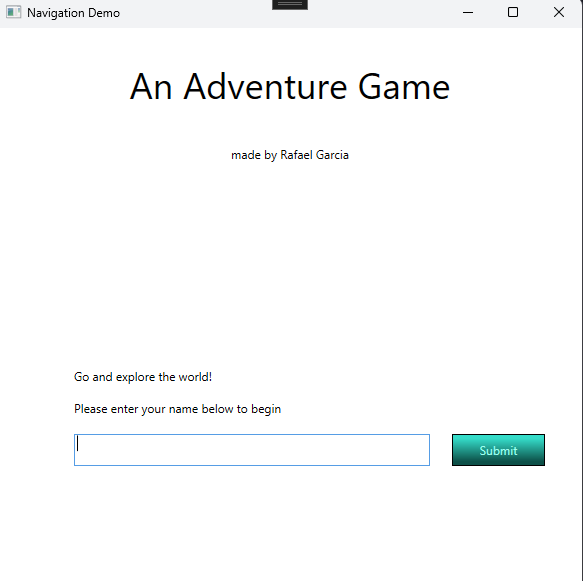 Navigation Demo
An Adventure Game
made by Rafael Garcia
Go and explore the world!
Please enter your name below to begin
Submit